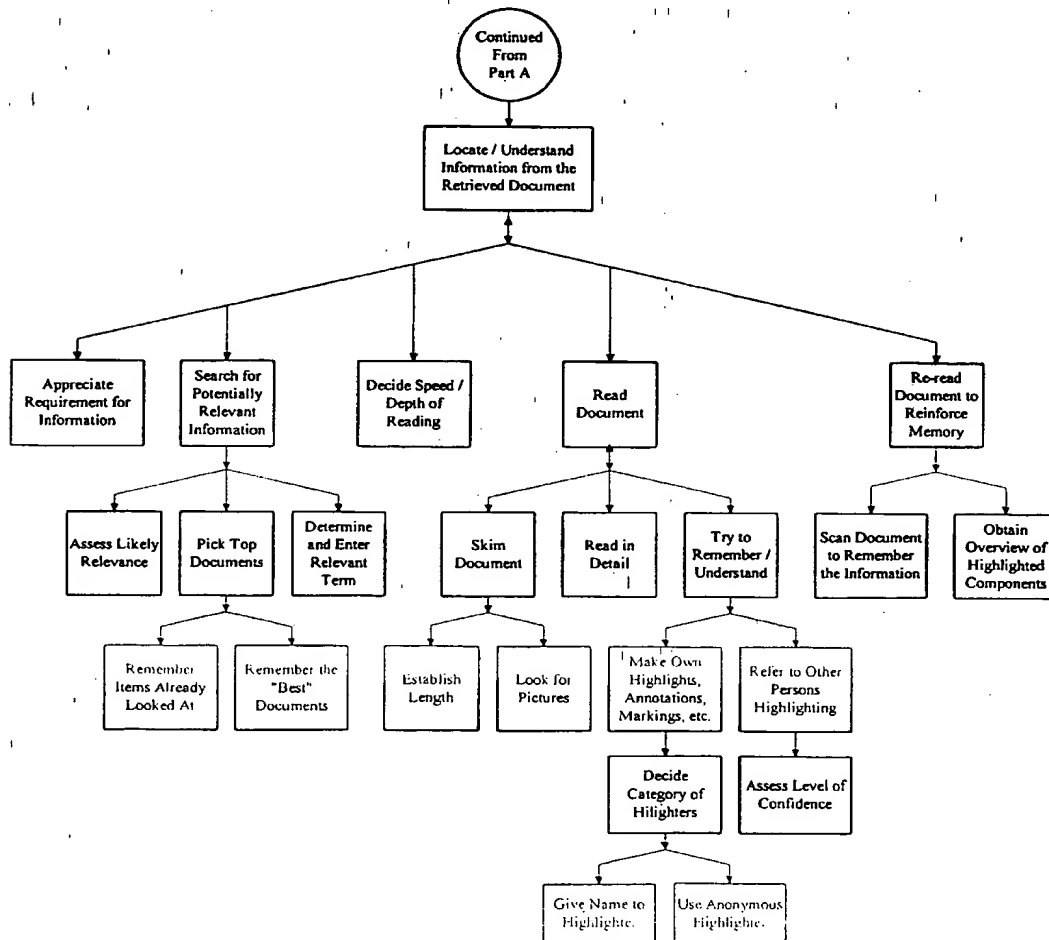 Continued
From
Part A
Locate / Understand
Information from the
Retrieved Document
Appreciate
Requirement for
Information
Search for
Potentially
Relevant
Information
Decide Speed /
Depth of
Reading
Read
Document
Re-read
Document to
Reinforce
Memory
Assess Likely
Relevance
Pick Top
Documents
Determine
and Enter
Relevant
Term
Skim
Document
Read in
Detail
Try to
Remember /
Understand
Scan Document
to Remember
the Information
Obtain
Overview of
Highlighted
Components
Remember
Items Already
Looked At
Remember the
"Best"
Documents
Establish
Length
Look for
Pictures
Make Own
Highlights,
Annotations,
Markings, etc.
Refer to Other
Persons
Highlighting
Decide
Category of
Hilighters
Assess Level of
Confidence
Give Name to
Highlighte.
Use Anonymous
Highlighte.